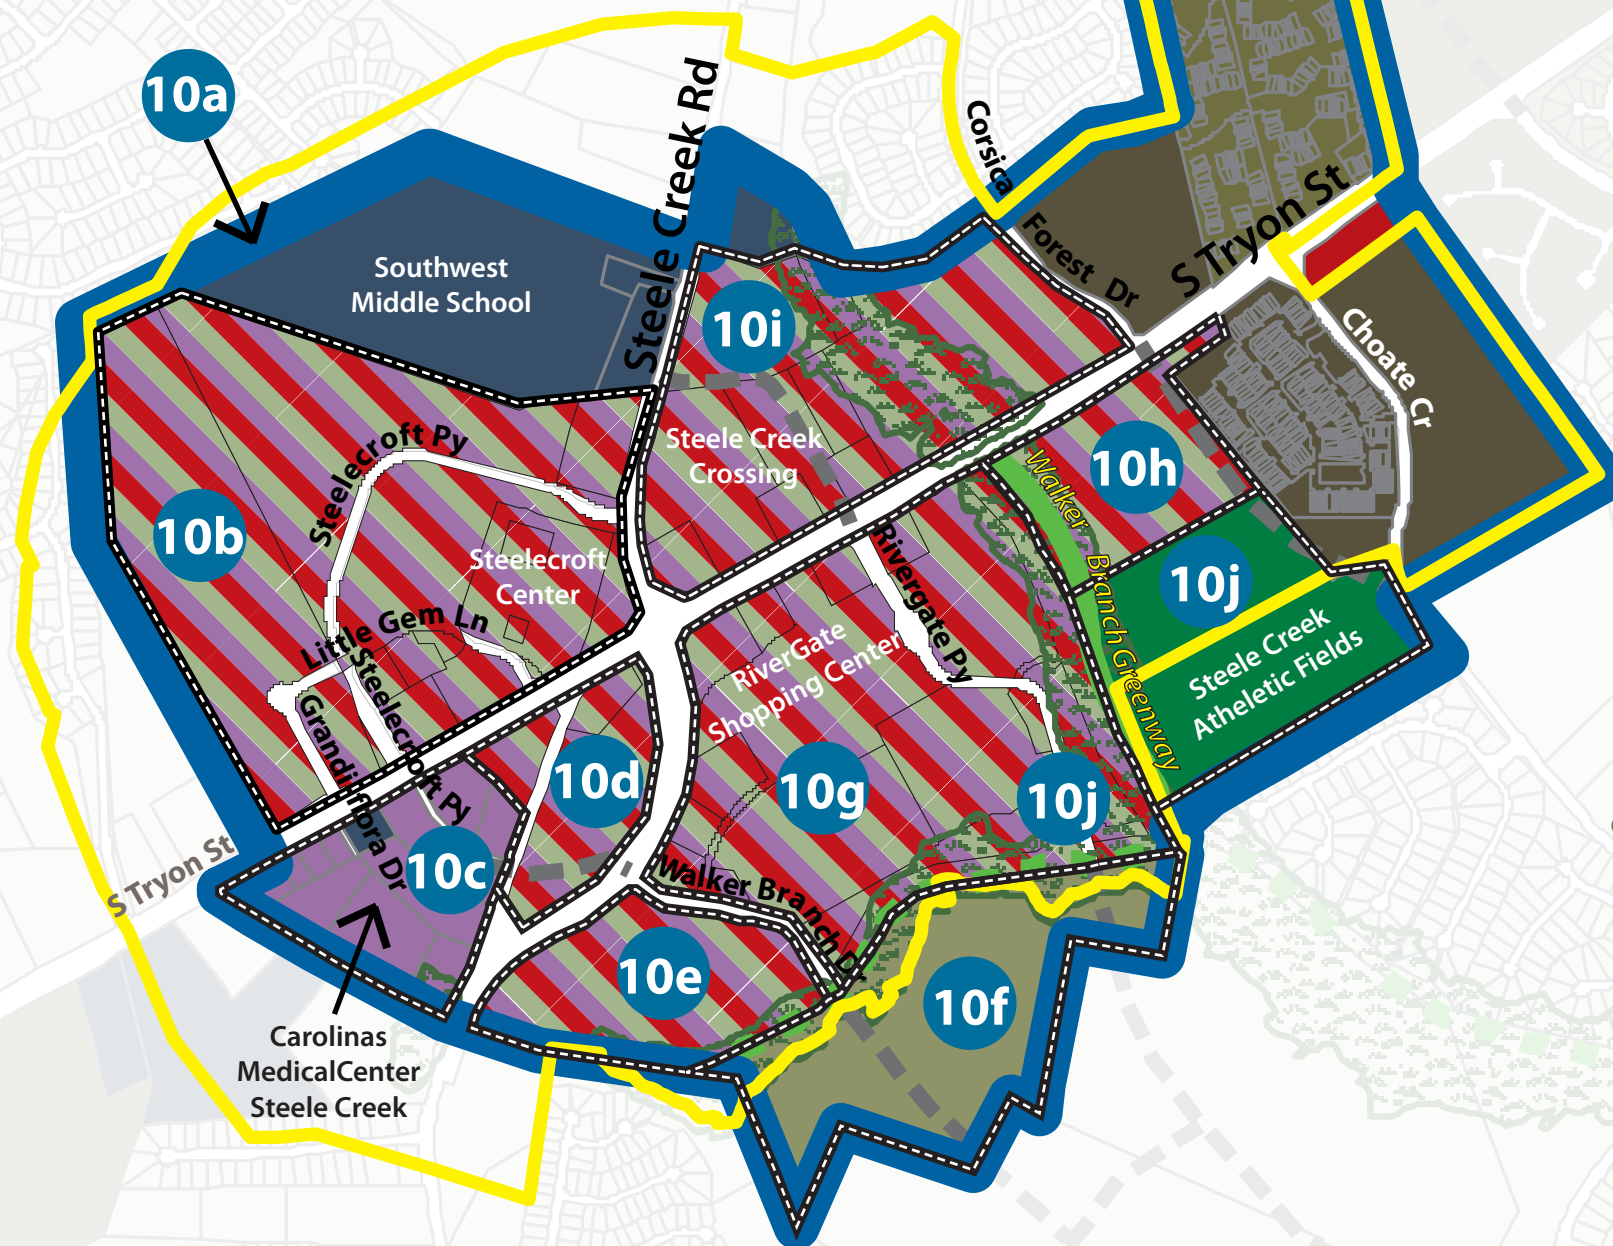 10a
Steele Creek Rd
Corsica
Forest Dr
S Tryon St
Southwest
Middle School
10i
Choate Cr
Steelecroft Py
Steele Creek
Crossing
10h
Walker
Branch Greenway
10b
Steelecroft
Center
Rivergate Py
10j
Little Gem Ln
Steelecroft Py
RiverGate
Shopping Center
Steele Creek
Atheletic Fields
Grandiflora Dr
10d
10g
10j
S Tryon St
10c
Walker Branch Dr
10e
10f
Carolinas
MedicalCenter
Steele Creek